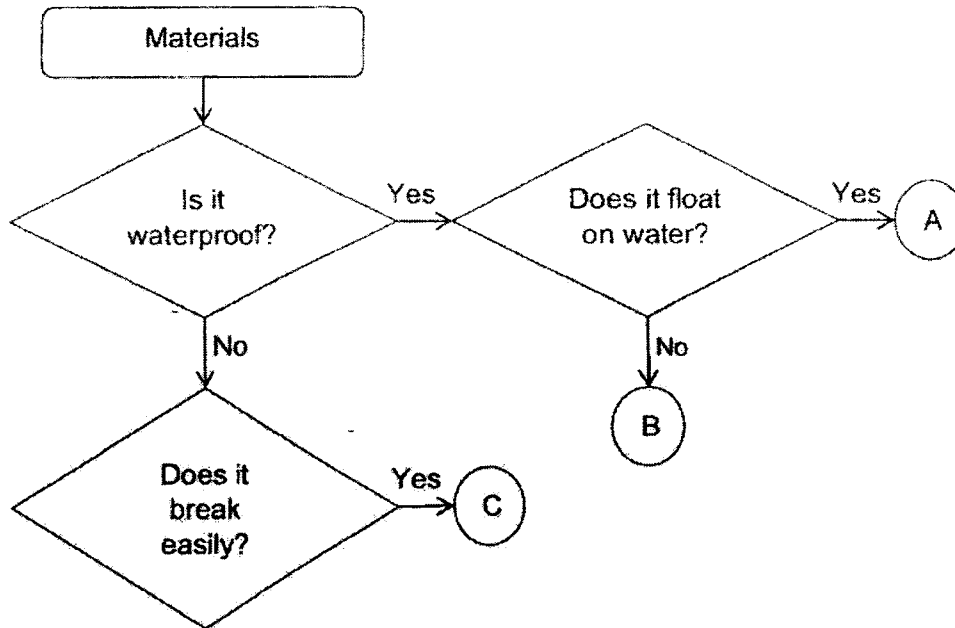 Materials
Is it
waterproof?
Yes
Does it float
on water?
Yes
A
No
No
B
Does it
break
easily?
Yes
C